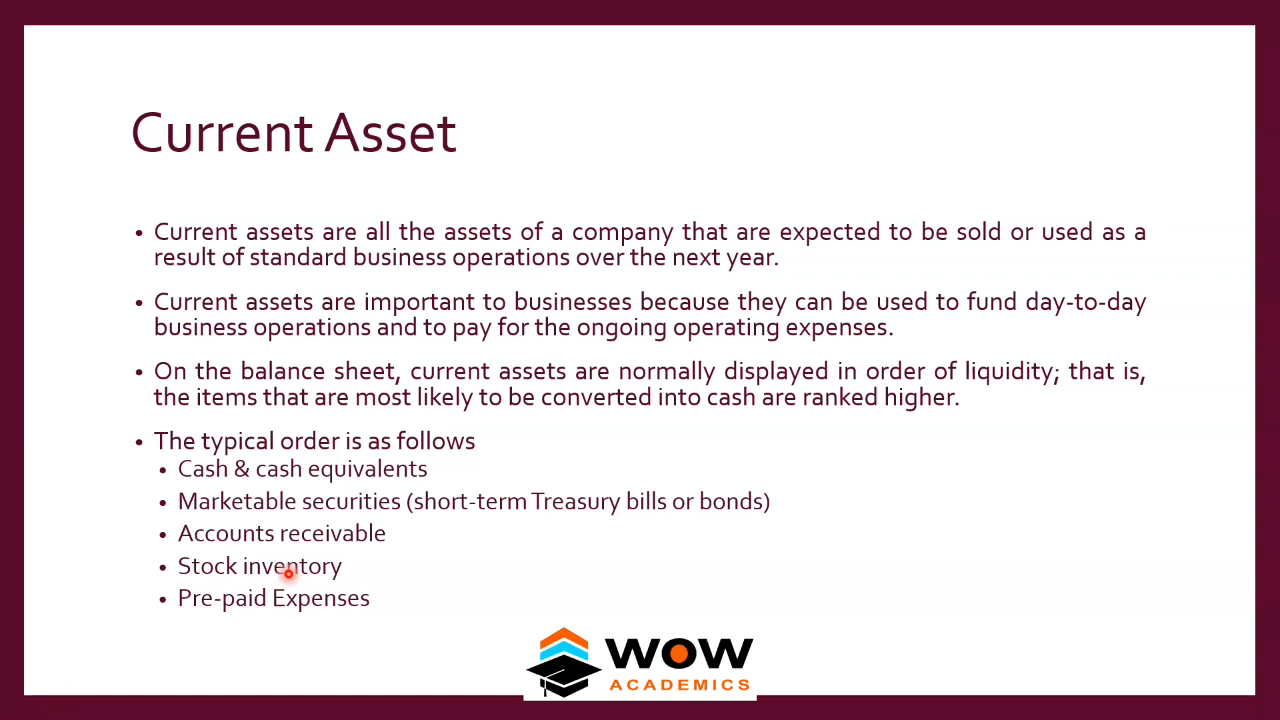 Current Asset
• Current assets are all the assets of a company that are expected to be sold or used as a
result of standard business operations over the next year.
• Current assets are important to businesses because they can be used to fund day-to-day
business operations and to pay for the ongoing operating expenses.
• On the balance sheet, current assets are normally displayed in order of liquidity; that is,
the items that are most likely to be converted into cash are ranked higher.
• The typical order is as follows
• Cash & cash equivalents
• Marketable securities (short-term Treasury bills or bonds)
• Accounts receivable
• Stock inventory
• Pre-paid Expenses
WOW
ACADEMICS